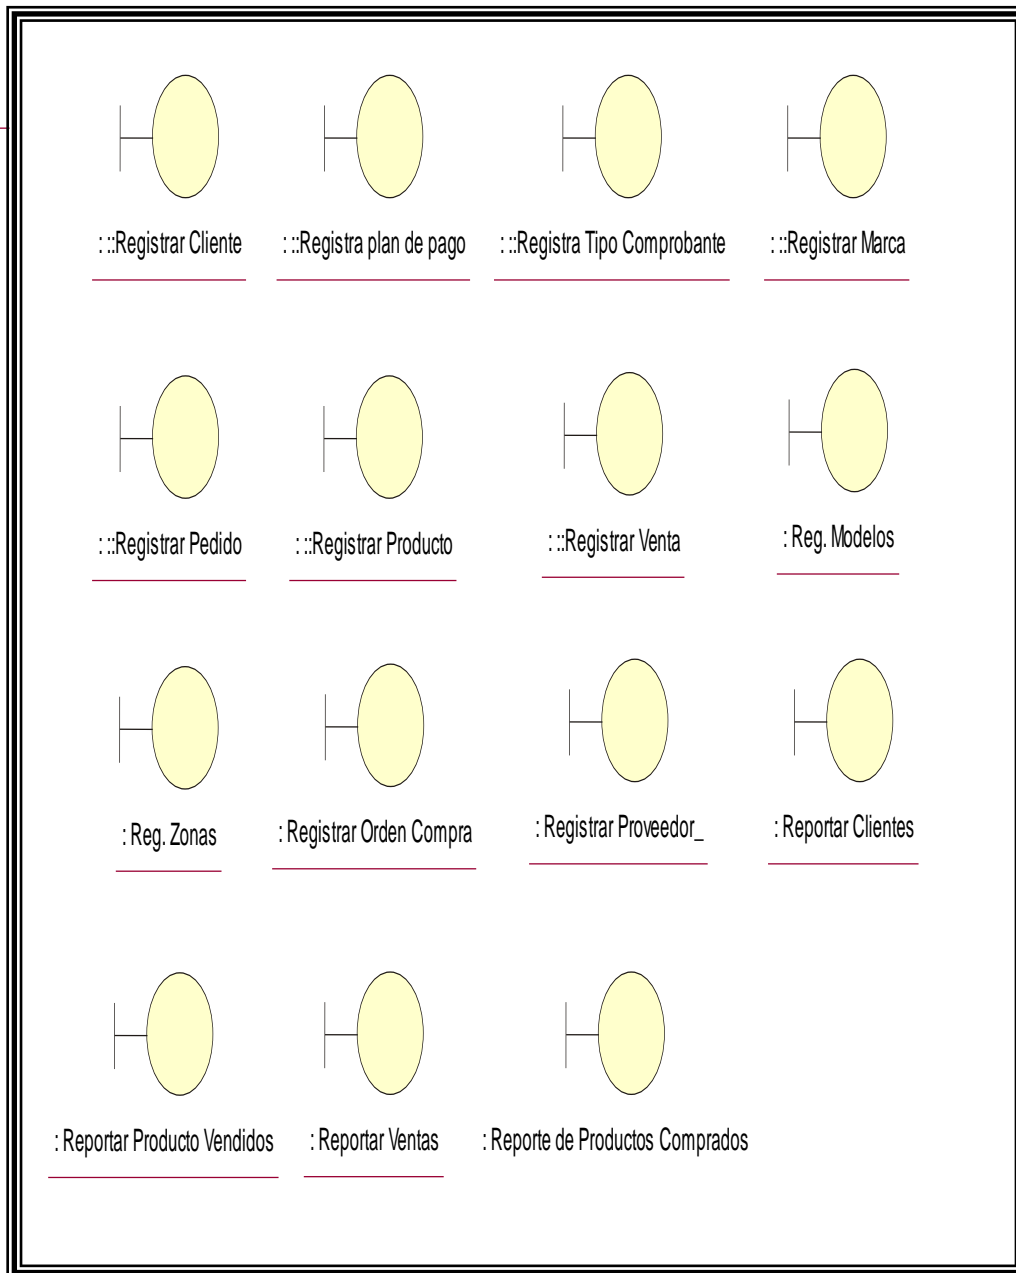 : ::Registrar Cliente
: ::Registra plan de pago
: ::Registra Tipo Comprobante
: ::Registrar Marca
: ::Registrar Pedido
: ::Registrar Producto
: ::Registrar Venta
: Reg. Modelos
: Reg. Zonas
: Registrar Orden Compra
: Registrar Proveedor_
: Reportar Clientes
: Reportar Producto Vendidos
: Reportar Ventas
: Reporte de Productos Comprados